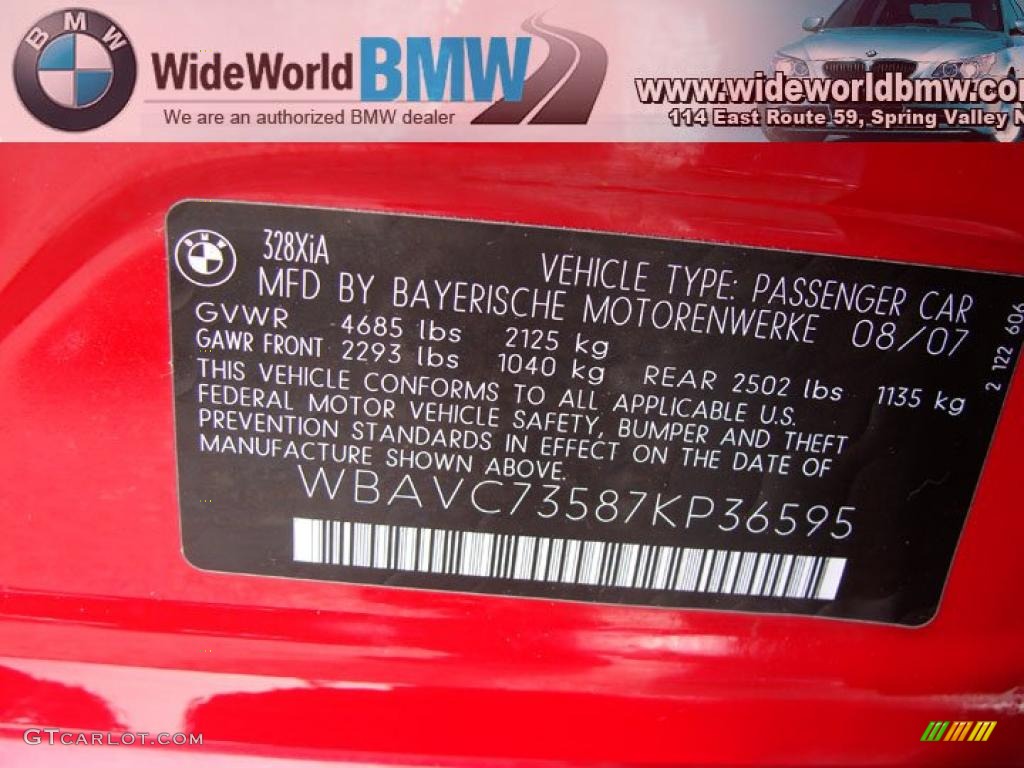 BMW
WideWorld BMW
We are an authorized BMW dealer
www.wideworldbmw.co
114 East Route 59, Spring Valley N
BMW 328XiA VEHICLE TYPE: PASSENGER CAR
MFD BY BAYERISCHE MOTORENWERKE 08/07
GVWR 4685 lbs 2125 kg
GAWR FRONT 2293 lbs 1040 kg REAR 2502 lbs 1135 kg
THIS VEHICLE CONFORMS TO ALL APPLICABLE U.S.
FEDERAL MOTOR VEHICLE SAFETY, BUMPER AND THEFT
PREVENTION STANDARDS IN EFFECT ON THE DATE OF
MANUFACTURE SHOWN ABOVE.
WBAVC73587KP36595
2 122 606
GTCARLOT.COM